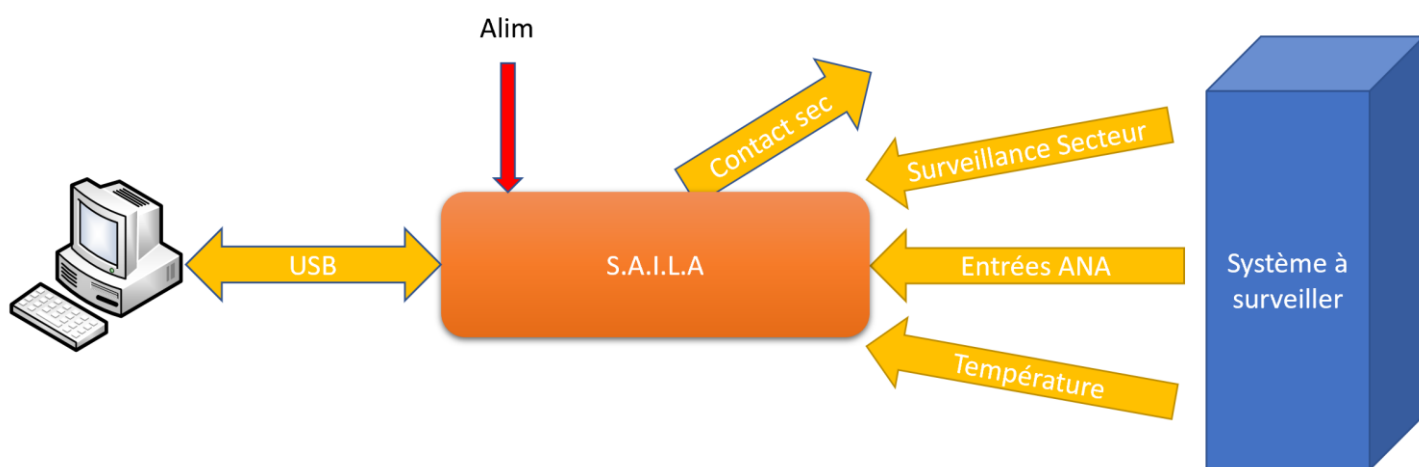 Alim
Contact sec
Surveillance Secteur
USB
S.A.I.L.A
Entrées ANA
Système à
surveiller
Température